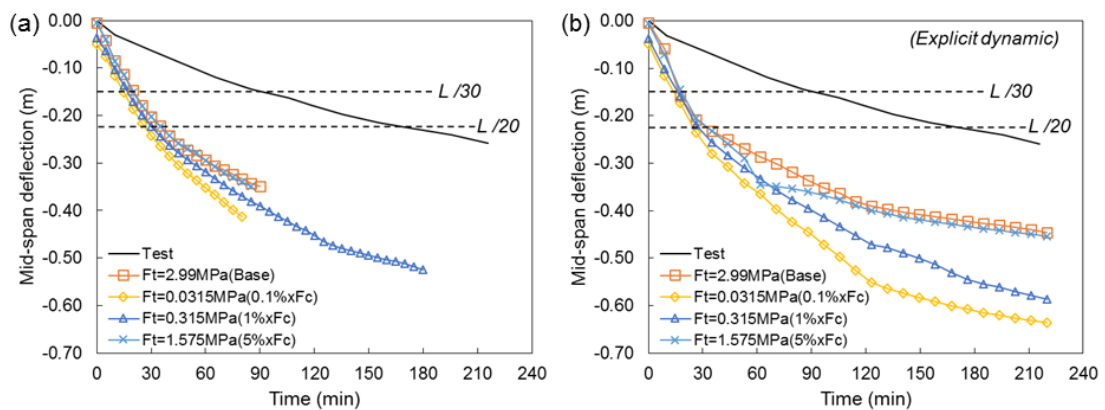 (a)
0.00
-0.10
-0.20
-0.30
-0.40
-0.50
-0.60
-0.70
Mid-span deflection (m)
L /30
L /20
Test
Ft=2.99MPa(Base)
Ft=0.0315MPa(0.1%xFc)
Ft=0.315MPa(1%xFc)
Ft=1.575MPa(5%xFc)
0 30 60 90 120 150 180 210 240
Time (min)
(b)
(Explicit dynamic)
0.00
-0.10
-0.20
-0.30
-0.40
-0.50
-0.60
-0.70
Mid-span deflection (m)
L /30
L /20
Test
Ft=2.99MPa(Base)
Ft=0.0315MPa(0.1%xFc)
Ft=0.315MPa(1%xFc)
Ft=1.575MPa(5%xFc)
0 30 60 90 120 150 180 210 240
Time (min)